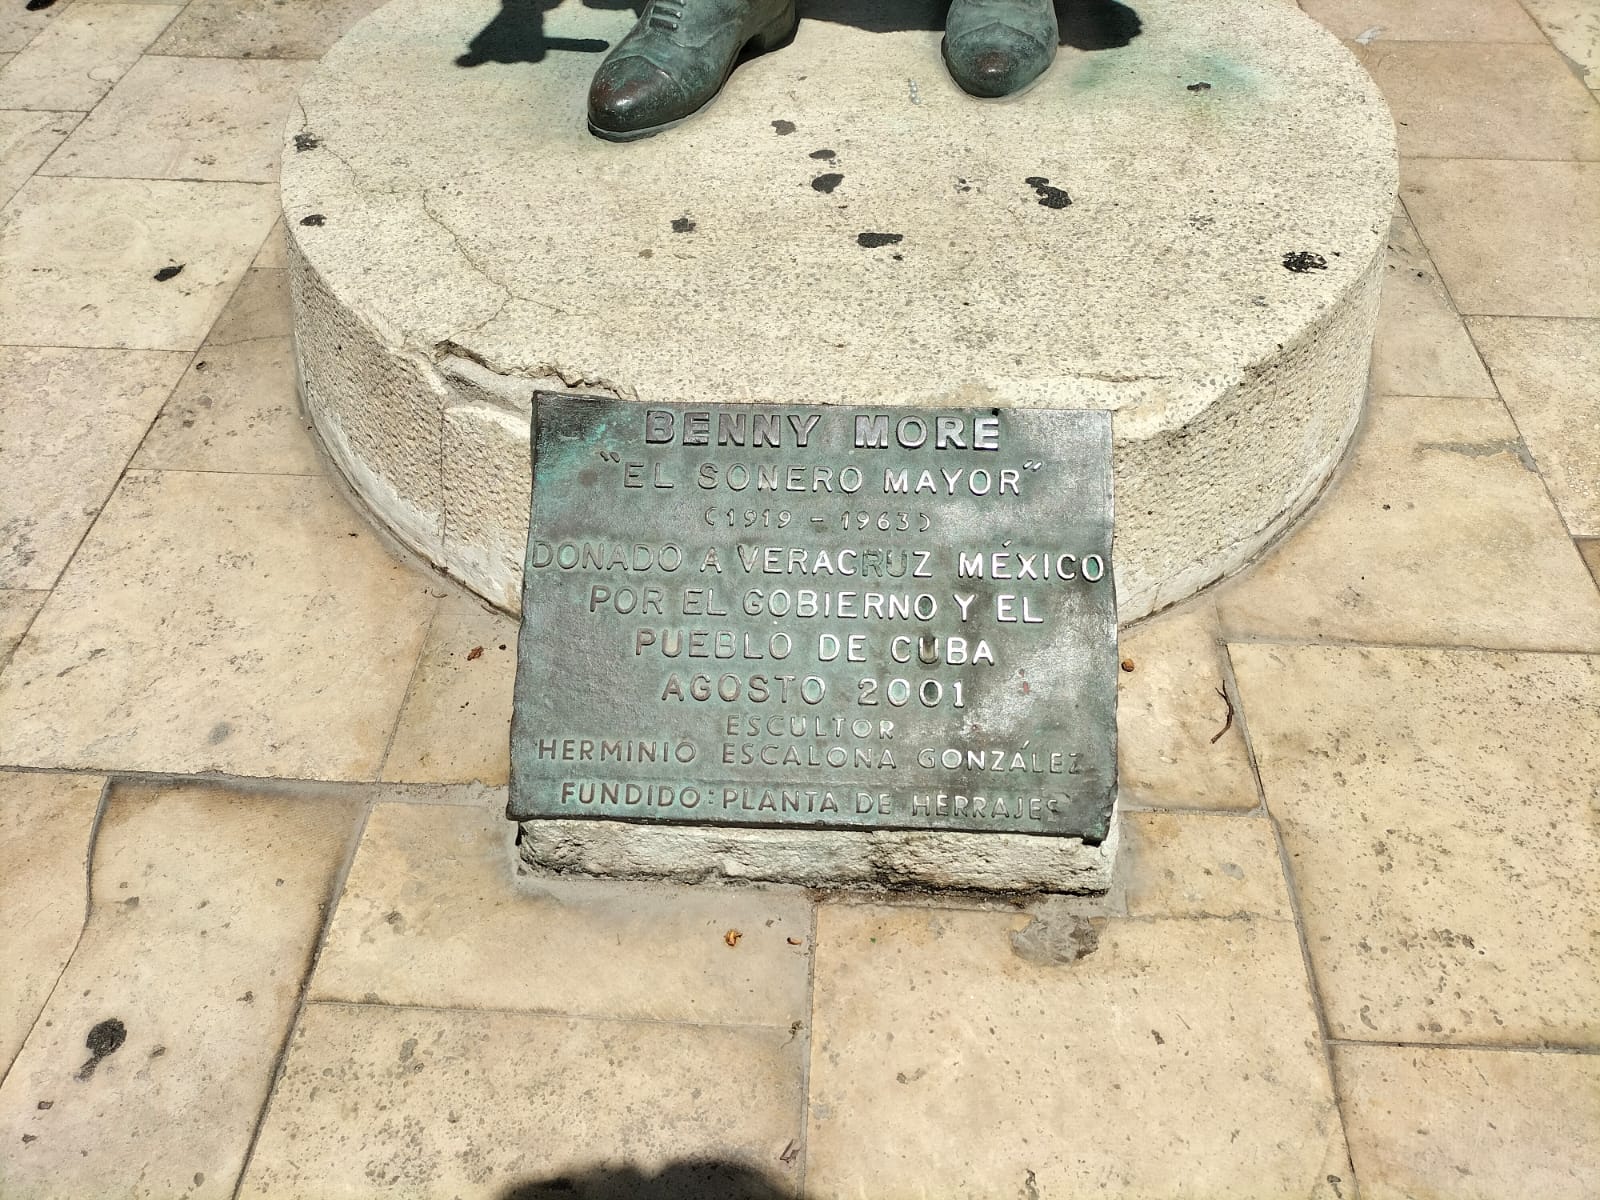 BENNY MORE
"EL SONERO MAYOR"
(1919 - 1963)
DONADO A VERACRUZ MÉXICO
POR EL GOBIERNO Y EL
PUEBLO DE CUBA
AGOSTO 2001
ESCULTOR
HERMINIO ESCALONA GONZÁLEZ
FUNDIDO: PLANTA DE HERRAJES